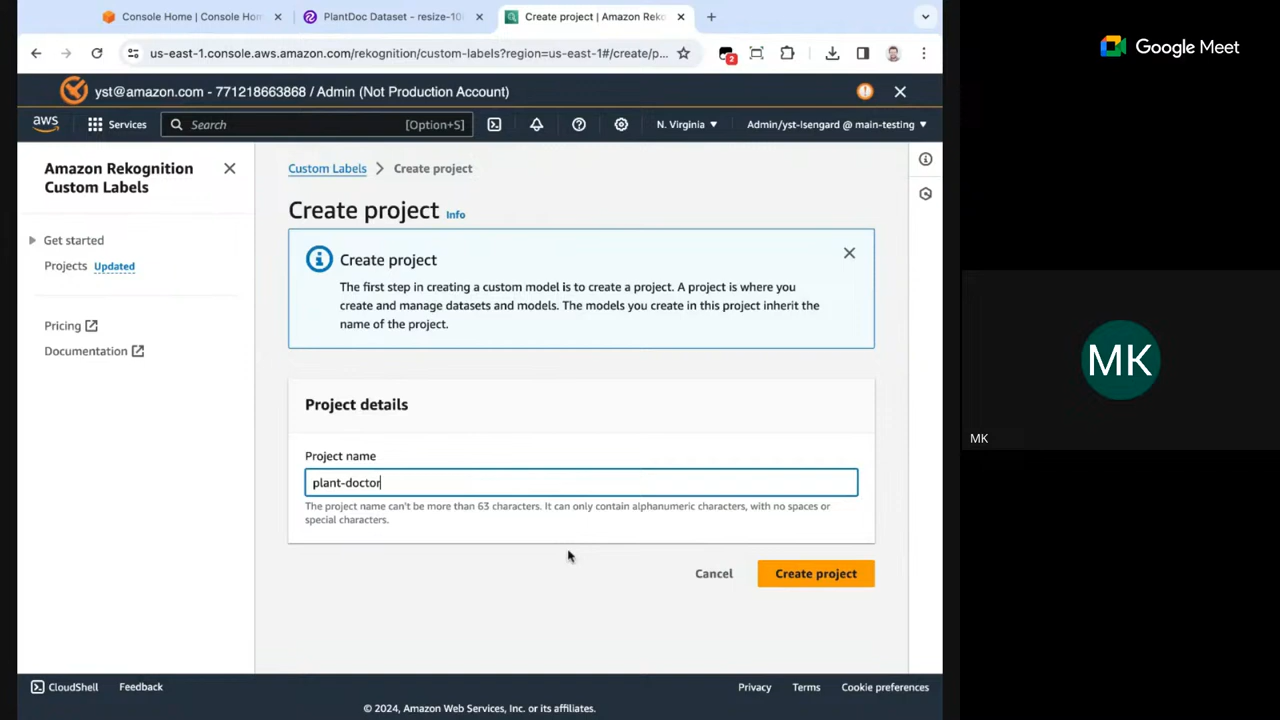 Console Home | Console Hom
PlantDoc Dataset - resize-10
Create project | Amazon Reko
us-east-1.console.aws.amazon.com/rekognition/custom-labels?region=us-east-1#/create/p...
2
Google Meet
yst@amazon.com - 771218663868 / Admin (Not Production Account)
aws
Services
Search
[Option+S]
N. Virginia
Admin/yst-Isengard @ main-testing
Amazon Rekognition
Custom Labels
Get started
Projects Updated
Pricing
Documentation
Custom Labels > Create project
Create project Info
Create project
The first step in creating a custom model is to create a project. A project is where you
create and manage datasets and models. The models you create in this project inherit the
name of the project.
Project details
Project name
plant-doctor
The project name can't be more than 63 characters. It can only contain alphanumeric characters, with no spaces or
special characters.
Cancel
Create project
MK
MK
CloudShell
Feedback
Privacy
Terms
Cookie preferences
© 2024, Amazon Web Services, Inc. or its affiliates.